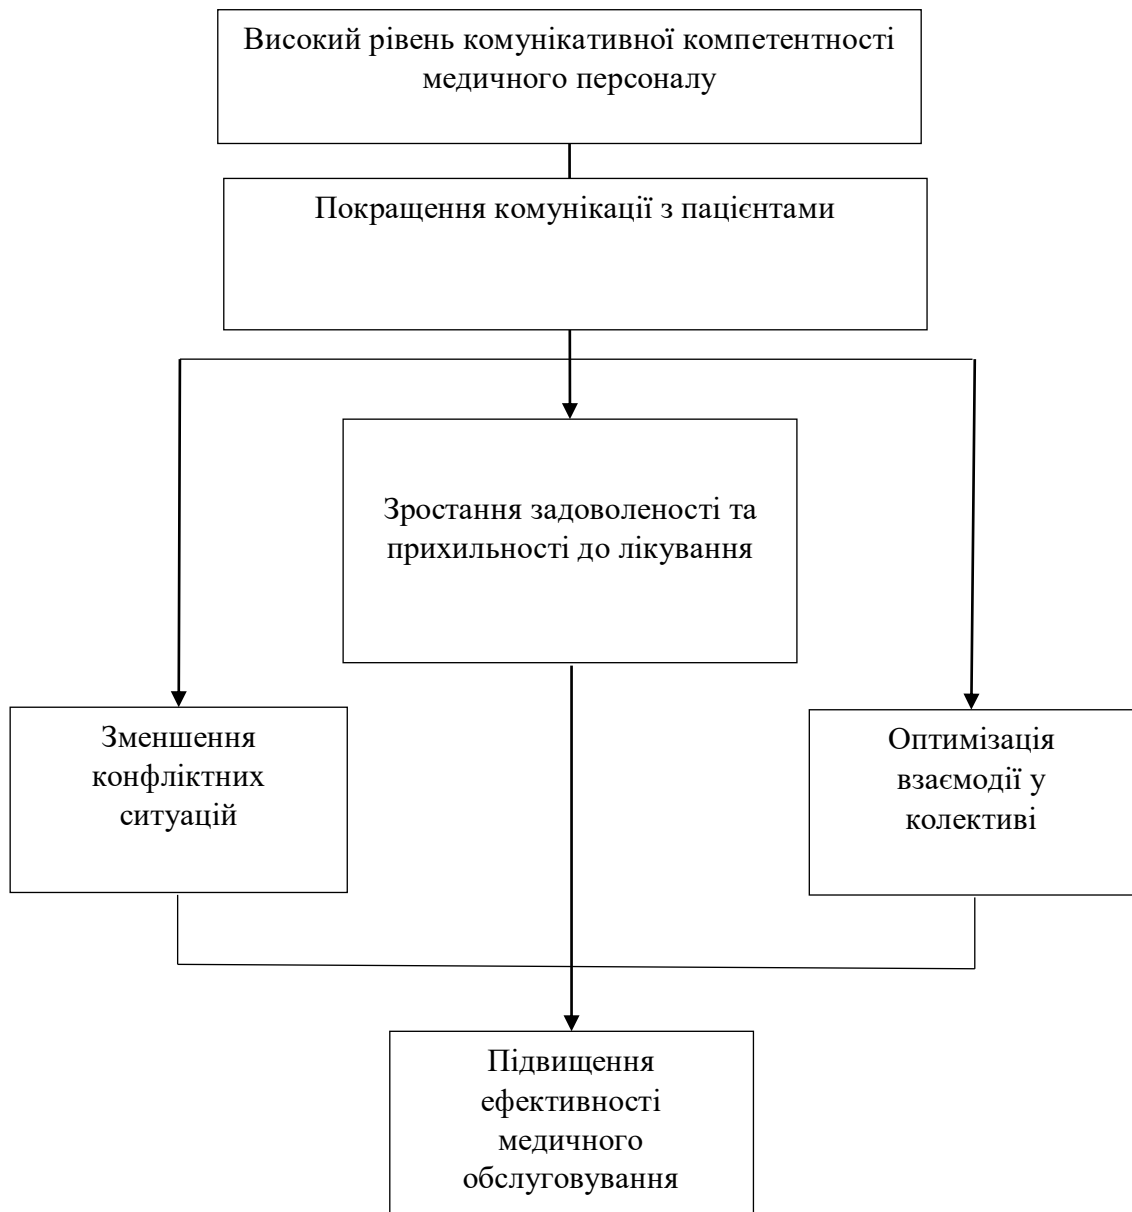 Високий рівень комунікативної компетентності
медичного персоналу
Покращення комунікації з пацієнтами
Зростання задоволеності та
прихильності до лікування
Зменшення
конфліктних
ситуацій
Оптимізація
взаємодії у
колективі
Підвищення
ефективності
медичного
обслуговування